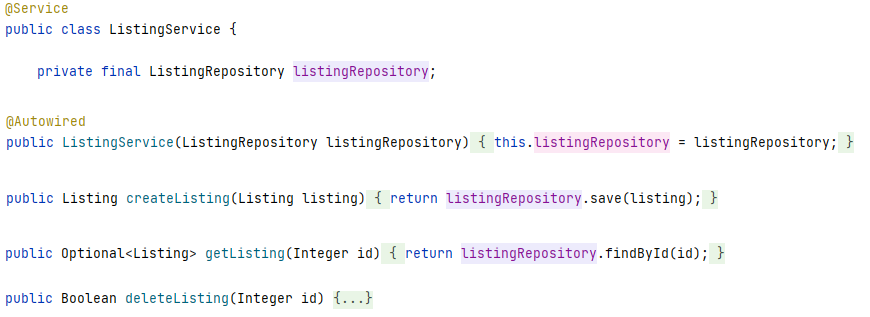 @Service
public class ListingService {
private final ListingRepository listingRepository;
@Autowired
public ListingService(ListingRepository listingRepository) { this.listingRepository = listingRepository; }
public Listing createListing(Listing listing) { return listingRepository.save(listing); }
public Optional<Listing> getListing(Integer id) { return listingRepository.findById(id); }
public Boolean deleteListing(Integer id) {...}